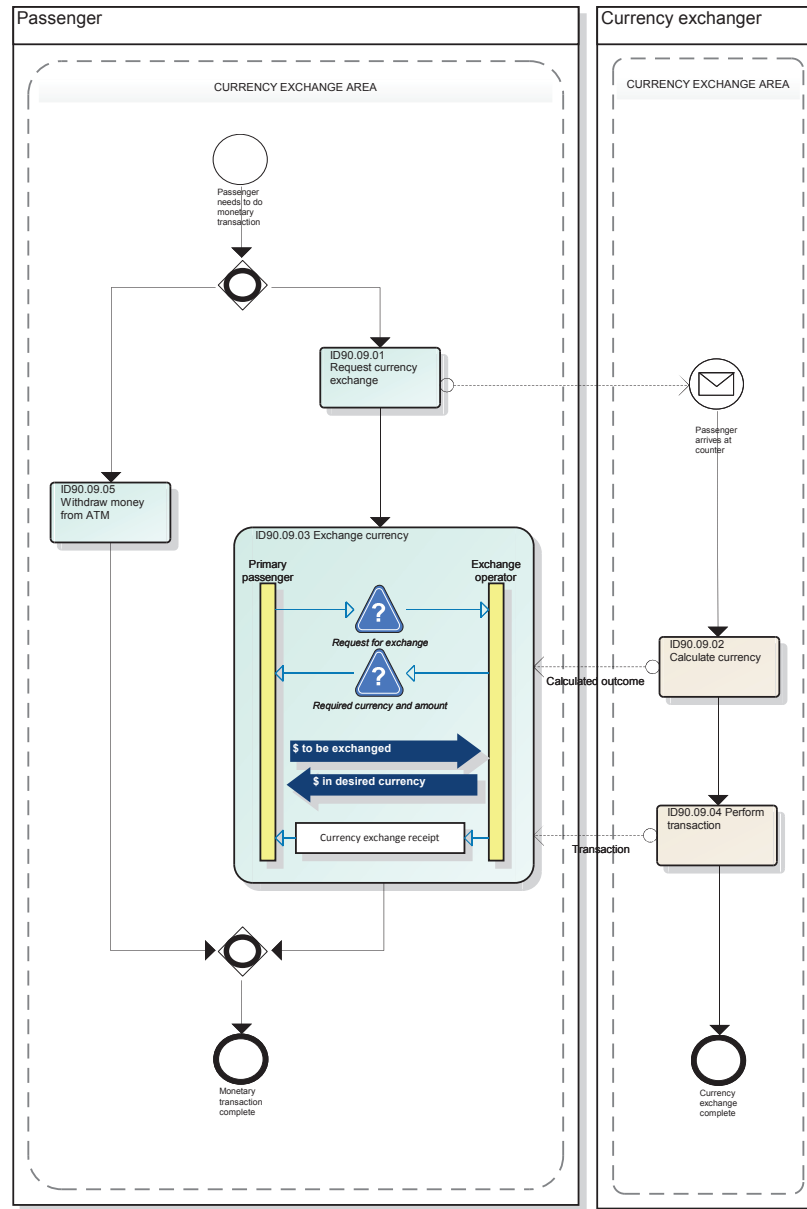 Passenger
Currency exchanger
CURRENCY EXCHANGE AREA
CURRENCY EXCHANGE AREA
Passenger
needs to do
monetary
transaction
ID90.09.01
Request currency
exchange
Passenger
arrives at
counter
ID90.09.05
Withdraw money
from ATM
ID90.09.03 Exchange currency
Primary
passenger
Exchange
operator
?
Request for exchange
?
Required currency and amount
ID90.09.02
Calculate currency
Calculated outcome
$ to be exchanged
$ in desired currency
Currency exchange receipt
ID90.09.04 Perform
transaction
Transaction
Monetary
transaction
complete
Currency
exchange
complete